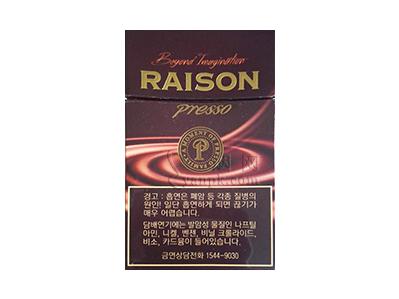 Beyond Imagination
RAISON
presso
A MOMENT OF PRESSO FAMILY
P
경고 : 흡연은 폐암 등 각종 질병의
원인! 일단 흡연하게 되면 끊기가
매우 어렵습니다.
담배연기에는 발암성 물질인 나프틸
아민, 니켈, 벤젠, 비닐 크롤라이드,
비소, 카드뮴이 들어있습니다.
금연상담전화 1544-9030